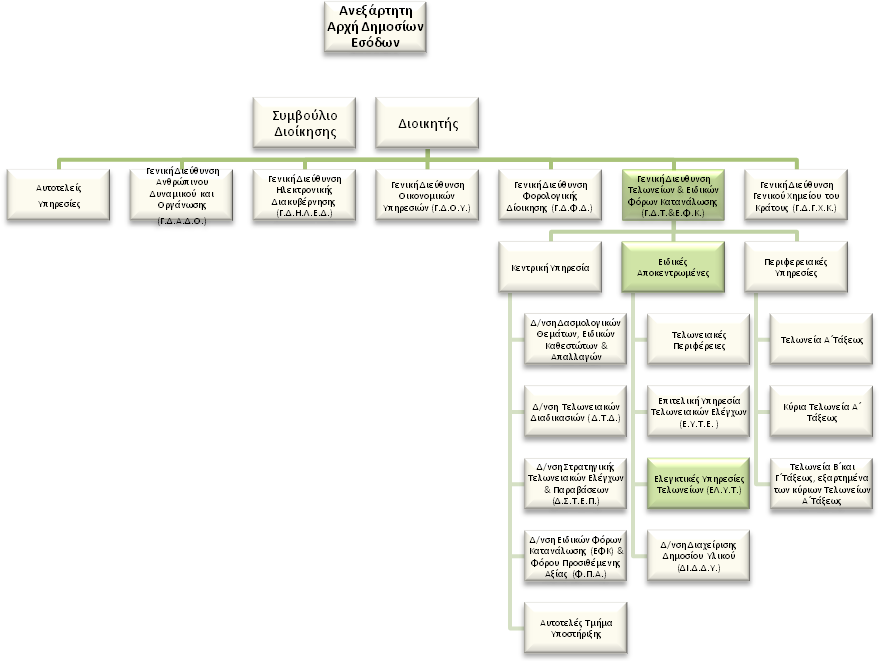 Ανεξάρτητη
Αρχή Δημοσίων
Εσόδων
Συμβούλιο
Διοίκησης
Διοικητής
Αυτοτελείς
Υπηρεσίες
Γενική Διεύθυνση
Ανθρώπινου
Δυναμικού και
Οργάνωσης
(Γ.Δ.Α.Δ.Ο.)
Γενική Διεύθυνση
Ηλεκτρονικής
Διακυβέρνησης
(Γ.Δ.ΗΛ.Ε.Δ.)
Γενική Διεύθυνση
Οικονομικών
Υπηρεσιών (Γ.Δ.Ο.Υ.)
Γενική Διεύθυνση
Φορολογικής
Διοίκησης (Γ.Δ.Φ.Δ.)
Γενική Διευθυνση
Τελωνείων & Ειδικών
Φόρων Κατανάλωσης
(Γ.Δ.Τ.&Ε.Φ.Κ.)
Γενική Διεύθυνση
Γενικού Χημείου του
Κράτους (Γ.Δ.Γ.Χ.Κ.)
Κεντρική Υπηρεσία
Ειδικές
Αποκεντρωμένες
Περιφερειακές
Υπηρεσίες
Δ/νση Δασμολογικών
Θεμάτων, Ειδικών
Καθεστώτων &
Απαλλαγών
Δ/νση Τελωνειακών
Διαδικασιών (Δ.Τ.Δ.)
Δ/νση Στρατηγικής
Τελωνειακών Ελέγχων
& Παραβάσεων
(Δ.Σ.Τ.Ε.Π.)
Δ/νση Ειδικών Φόρων
Κατανάλωσης (ΕΦΚ) &
Φόρου Προσιθέμενης
Αξίας (Φ.Π.Α.)
Αυτοτελές Τμήμα
Υποστήριξης
Τελωνειακές
Περιφέρειες
Επιτελική Υπηρεσία
Τελωνειακών Ελέγχων
(Ε.Υ.Τ.Ε. )
Ελεγκτικές Υπηρεσίες
Τελωνείων (ΕΛ.Υ.Τ.)
Δ/νση Διαχείρισης
Δημοσίου Υλικού
(ΔΙ.Δ.Δ.Υ.)
Τελωνεία Α΄Τάξεως
Κύρια Τελωνεία Α΄
Τάξεως
Τελωνεία Β΄και
Γ΄Τάξεως, εξαρτημένα
των κύριων Τελωνείων
Α΄Τάξεως